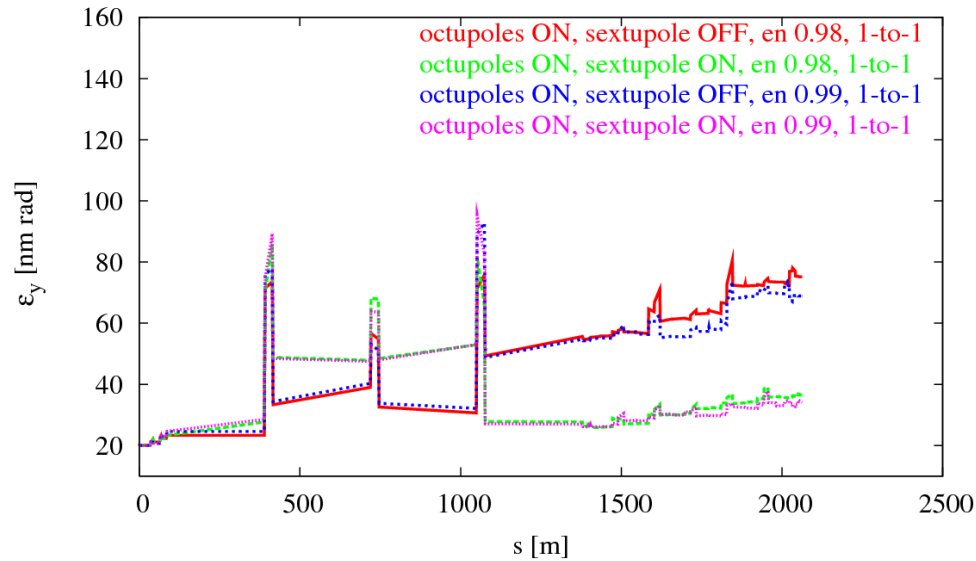 160
140
120
100
80
60
40
20
ε_y [nm rad]
octupoles ON, sextupole OFF, en 0.98, 1-to-1
octupoles ON, sextupole ON, en 0.98, 1-to-1
octupoles ON, sextupole OFF, en 0.99, 1-to-1
octupoles ON, sextupole ON, en 0.99, 1-to-1
0 500 1000 1500 2000 2500
s [m]